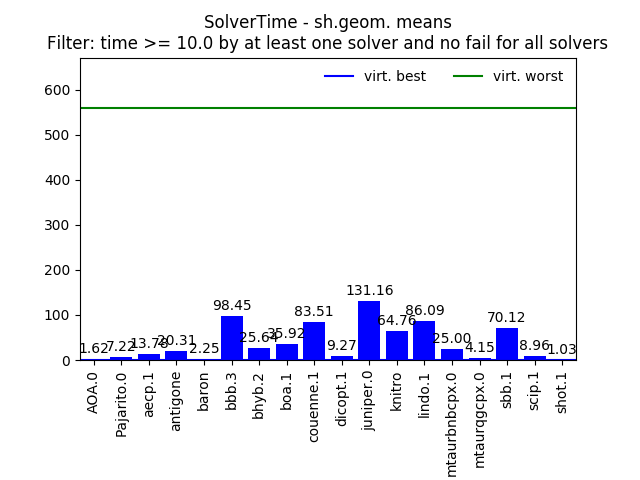 SolverTime - sh.geom. means
Filter: time >= 10.0 by at least one solver and no fail for all solvers
virt. best
virt. worst
600
500
400
300
200
100
0
1.62
7.22
13.78
20.31
2.25
98.45
25.64
35.92
83.51
9.27
131.16
64.76
86.09
25.00
4.15
70.12
8.96
1.03
AOA.0
Pajarito.0
aecp.1
antigone
baron
bbb.3
bhyb.2
boa.1
couenne.1
dicopt.1
juniper.0
knitro
lindo.1
mtaurbnbcpx.0
mtaurqgcpx.0
sbb.1
scip.1
shot.1